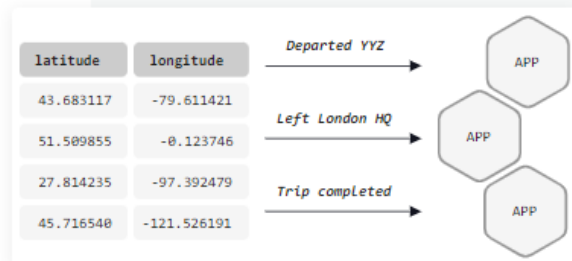 Departed YYZ
latitude longitude
APP
43.683117 -79.611421
Left London HQ
51.509855 -0.123746
APP
27.814235 -97.392479
Trip completed
APP
45.716540 -121.526191